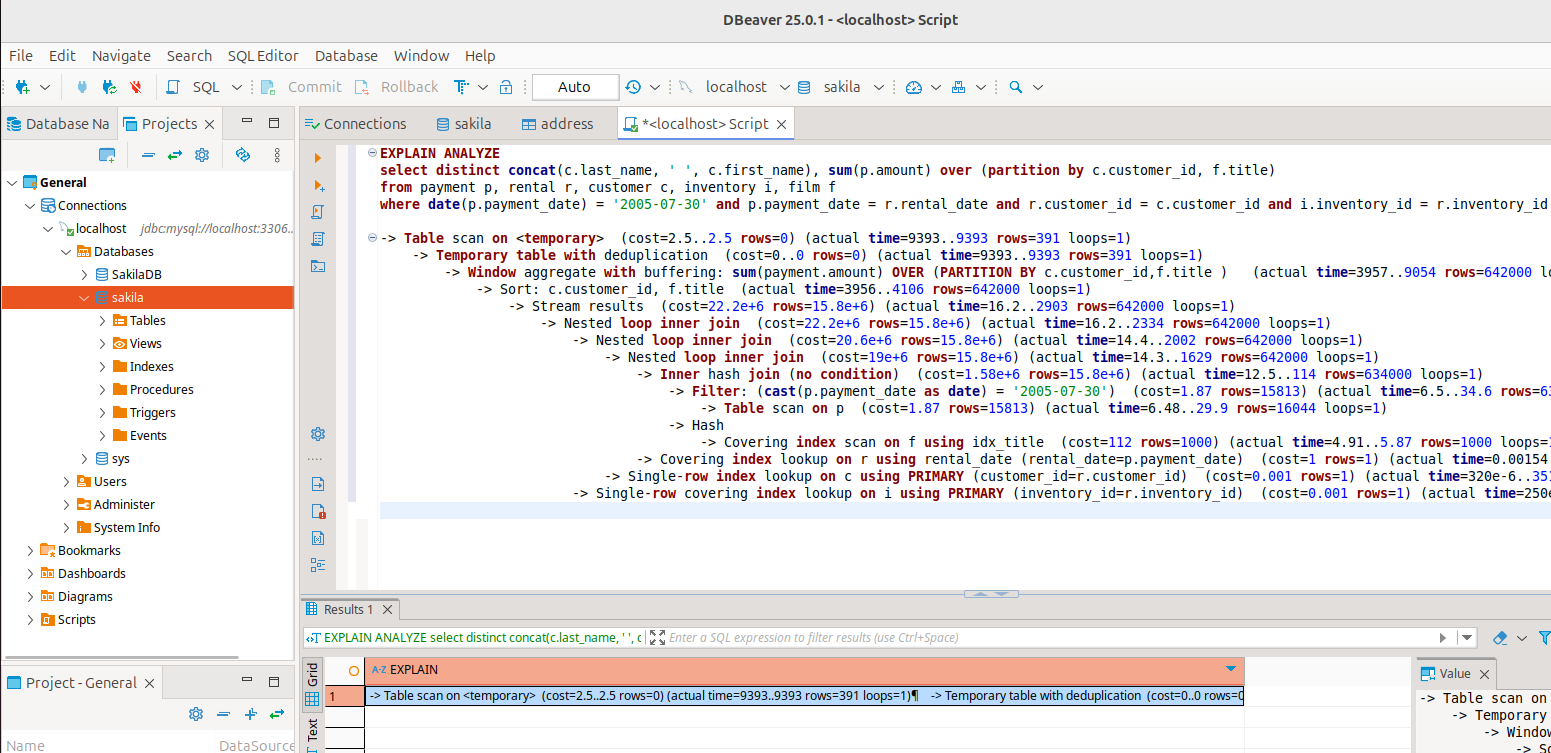 DBeaver 25.0.1 - <localhost> Script
File Edit Navigate Search SQL Editor Database Window Help
SQL Commit Rollback Auto localhost sakila
Database Na Projects
General
Connections
localhost jdbc:mysql://localhost:3306..
Databases
SakilaDB
sakila
Tables
Views
Indexes
Procedures
Triggers
Events
sys
Users
Administer
System Info
Bookmarks
Dashboards
Diagrams
Scripts
Project - General
Name DataSource
Connections sakila address *<localhost> Script
EXPLAIN ANALYZE
select distinct concat(c.last_name, ' ', c.first_name), sum(p.amount) over (partition by c.customer_id, f.title)
from payment p, rental r, customer c, inventory i, film f
where date(p.payment_date) = '2005-07-30' and p.payment_date = r.rental_date and r.customer_id = c.customer_id and i.inventory_id = r.inventory_id
-> Table scan on <temporary>  (cost=2.5..2.5 rows=0) (actual time=9393..9393 rows=391 loops=1)
    -> Temporary table with deduplication  (cost=0..0 rows=0) (actual time=9393..9393 rows=391 loops=1)
        -> Window aggregate with buffering: sum(payment.amount) OVER (PARTITION BY c.customer_id,f.title )   (actual time=3957..9054 rows=642000 lo
            -> Sort: c.customer_id, f.title  (actual time=3956..4106 rows=642000 loops=1)
                -> Stream results  (cost=22.2e+6 rows=15.8e+6) (actual time=16.2..2903 rows=642000 loops=1)
                    -> Nested loop inner join  (cost=22.2e+6 rows=15.8e+6) (actual time=16.2..2334 rows=642000 loops=1)
                        -> Nested loop inner join  (cost=20.6e+6 rows=15.8e+6) (actual time=14.4..2002 rows=642000 loops=1)
                            -> Nested loop inner join  (cost=19e+6 rows=15.8e+6) (actual time=14.3..1629 rows=642000 loops=1)
                                -> Inner hash join (no condition)  (cost=1.58e+6 rows=15.8e+6) (actual time=12.5..114 rows=634000 loops=1)
                                    -> Filter: (cast(p.payment_date as date) = '2005-07-30')  (cost=1.87 rows=15813) (actual time=6.5..34.6 rows=63
                                        -> Table scan on p  (cost=1.87 rows=15813) (actual time=6.48..29.9 rows=16044 loops=1)
                                    -> Hash
                                        -> Covering index scan on f using idx_title  (cost=112 rows=1000) (actual time=4.91..5.87 rows=1000 loops=1
                                -> Covering index lookup on r using rental_date (rental_date=p.payment_date)  (cost=1 rows=1) (actual time=0.00154
                            -> Single-row index lookup on c using PRIMARY (customer_id=r.customer_id)  (cost=0.001 rows=1) (actual time=320e-6..351
                        -> Single-row covering index lookup on i using PRIMARY (inventory_id=r.inventory_id)  (cost=0.001 rows=1) (actual time=250e
Results 1
EXPLAIN ANALYZE select distinct concat(c.last_name, ' ', c Enter a SQL expression to filter results (use Ctrl+Space)
Grid
Text
A-Z EXPLAIN
1 -> Table scan on <temporary>  (cost=2.5..2.5 rows=0) (actual time=9393..9393 rows=391 loops=1)¶    -> Temporary table with deduplication  (cost=0..0 rows=0
Value
-> Table scan on
    -> Temporary
        -> Window
            -> So